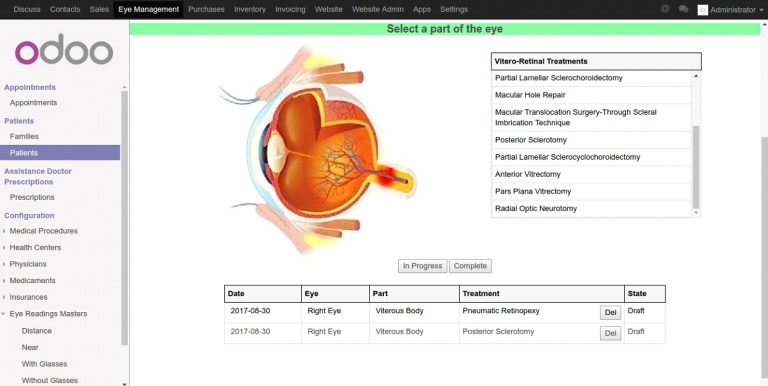 Discuss Contacts Sales Eye Management Purchases Inventory Invoicing Website Website Admin Apps Settings @ Administrator
odoo
Appointments
Appointments
Patients
Families
Patients
Assistance Doctor
Prescriptions
Prescriptions
Configuration
Medical Procedures
Health Centers
Physicians
Medicaments
Insurances
Eye Readings Masters
Distance
Near
With Glasses
Without Glasses
Select a part of the eye
Vitero-Retinal Treatments
Partial Lamellar Sclerochoroidectomy
Macular Hole Repair
Macular Translocation Surgery-Through Scleral
Imbrication Technique
Posterior Sclerotomy
Partial Lamellar Sclerocyclochoroidectomy
Anterior Vitrectomy
Pars Plana Vitrectomy
Radial Optic Neurotomy
In Progress Complete
Date Eye Part Treatment State
2017-08-30 Right Eye Viterous Body Pneumatic Retinopexy Del Draft
2017-08-30 Right Eye Viterous Body Posterior Sclerotomy Del Draft